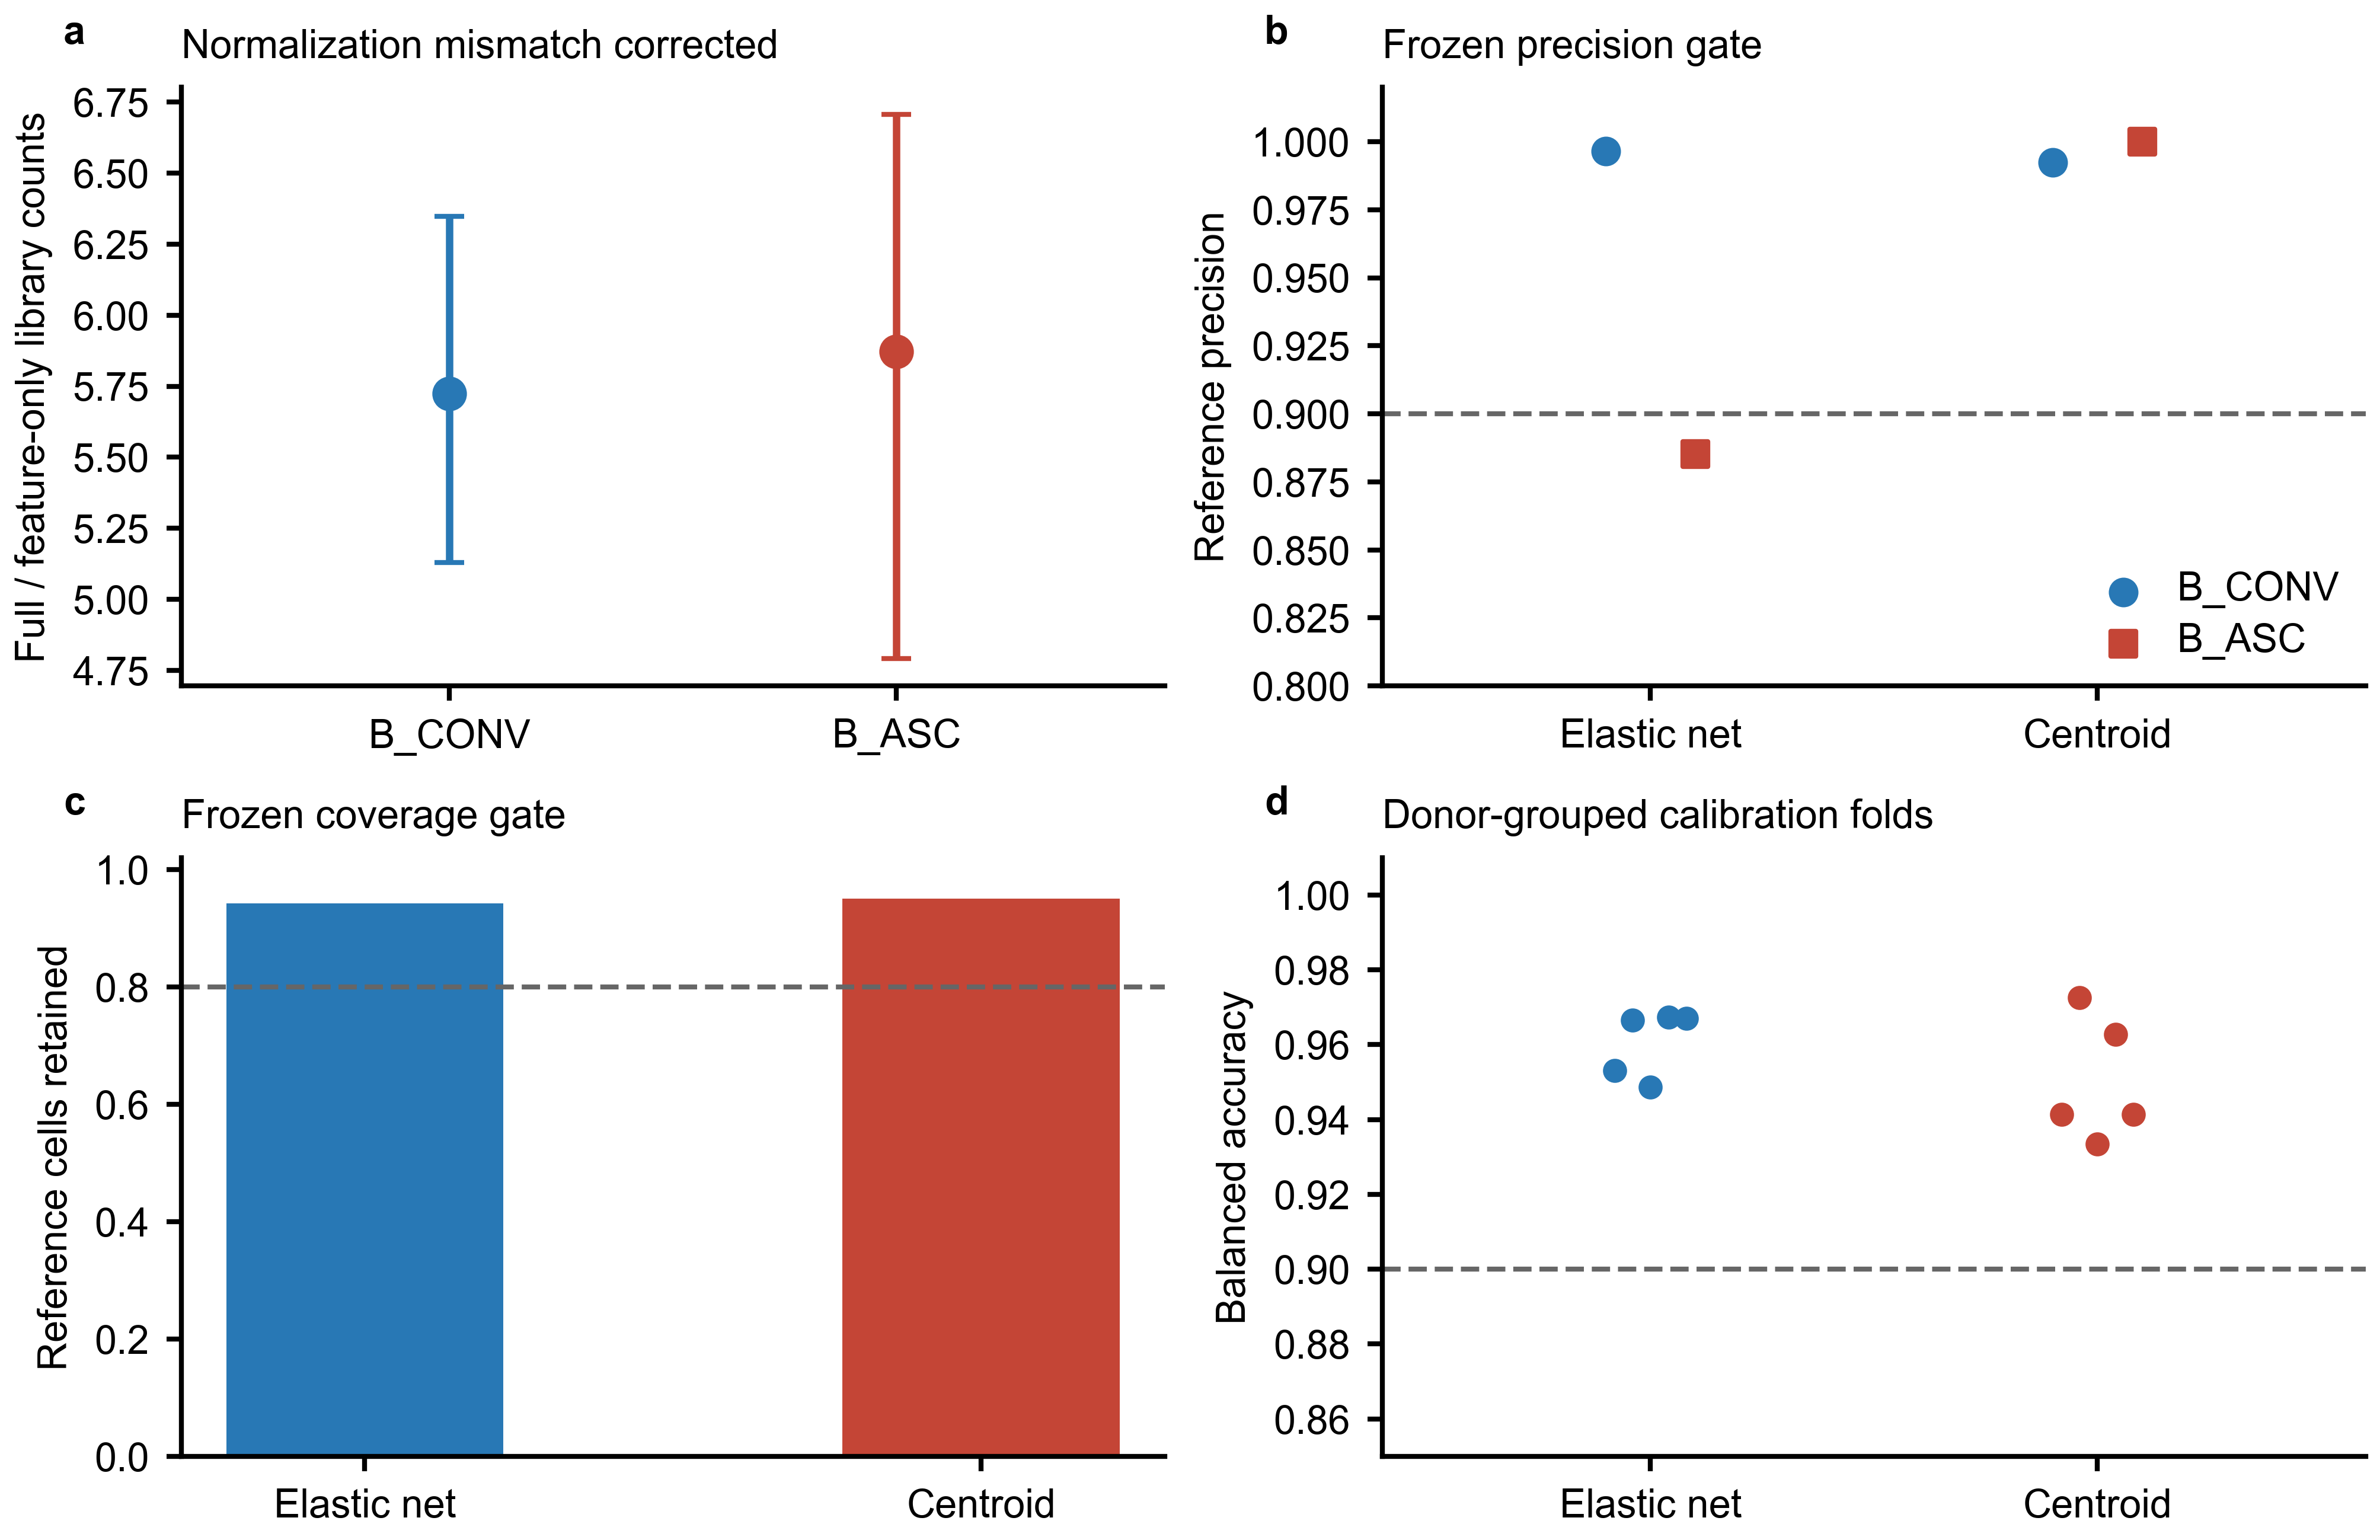 a
Normalization mismatch corrected
Full / feature-only library counts
6.75
6.50
6.25
6.00
5.75
5.50
5.25
5.00
4.75
B_CONV
B_ASC
b
Frozen precision gate
Reference precision
1.000
0.975
0.950
0.925
0.900
0.875
0.850
0.825
0.800
B_CONV
B_ASC
Elastic net
Centroid
c
Frozen coverage gate
Reference cells retained
1.0
0.8
0.6
0.4
0.2
0.0
Elastic net
Centroid
d
Donor-grouped calibration folds
Balanced accuracy
1.00
0.98
0.96
0.94
0.92
0.90
0.88
0.86
Elastic net
Centroid